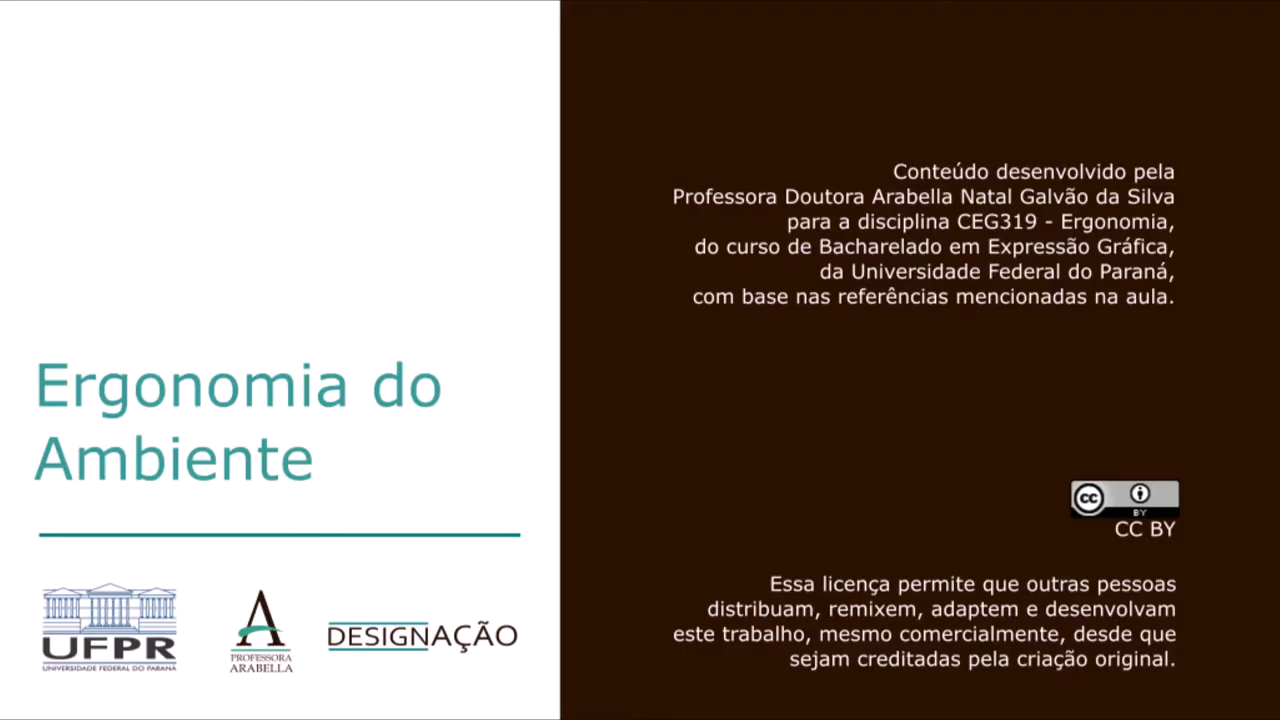 Ergonomia do
Ambiente
UFPR
UNIVERSIDADE FEDERAL DO PARANÁ
A
PROFESSORA
ARABELLA
DESIGNAÇÃO
Conteúdo desenvolvido pela
Professora Doutora Arabella Natal Galvão da Silva
para a disciplina CEG319 - Ergonomia,
do curso de Bacharelado em Expressão Gráfica,
da Universidade Federal do Paraná,
com base nas referências mencionadas na aula.
cc
BY
CC BY
Essa licença permite que outras pessoas
distribuam, remixem, adaptem e desenvolvam
este trabalho, mesmo comercialmente, desde que
sejam creditadas pela criação original.